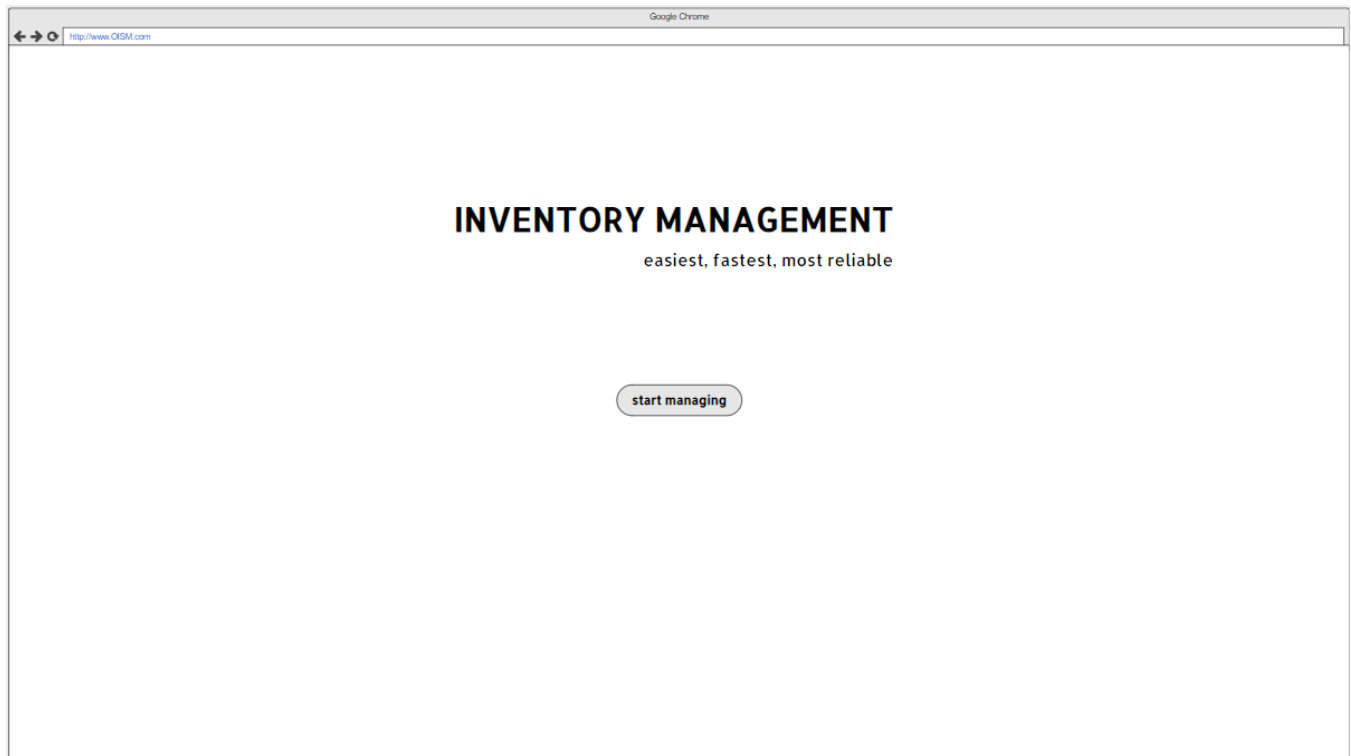 Google Chrome
http://www.OISM.com
INVENTORY MANAGEMENT
easiest, fastest, most reliable
start managing